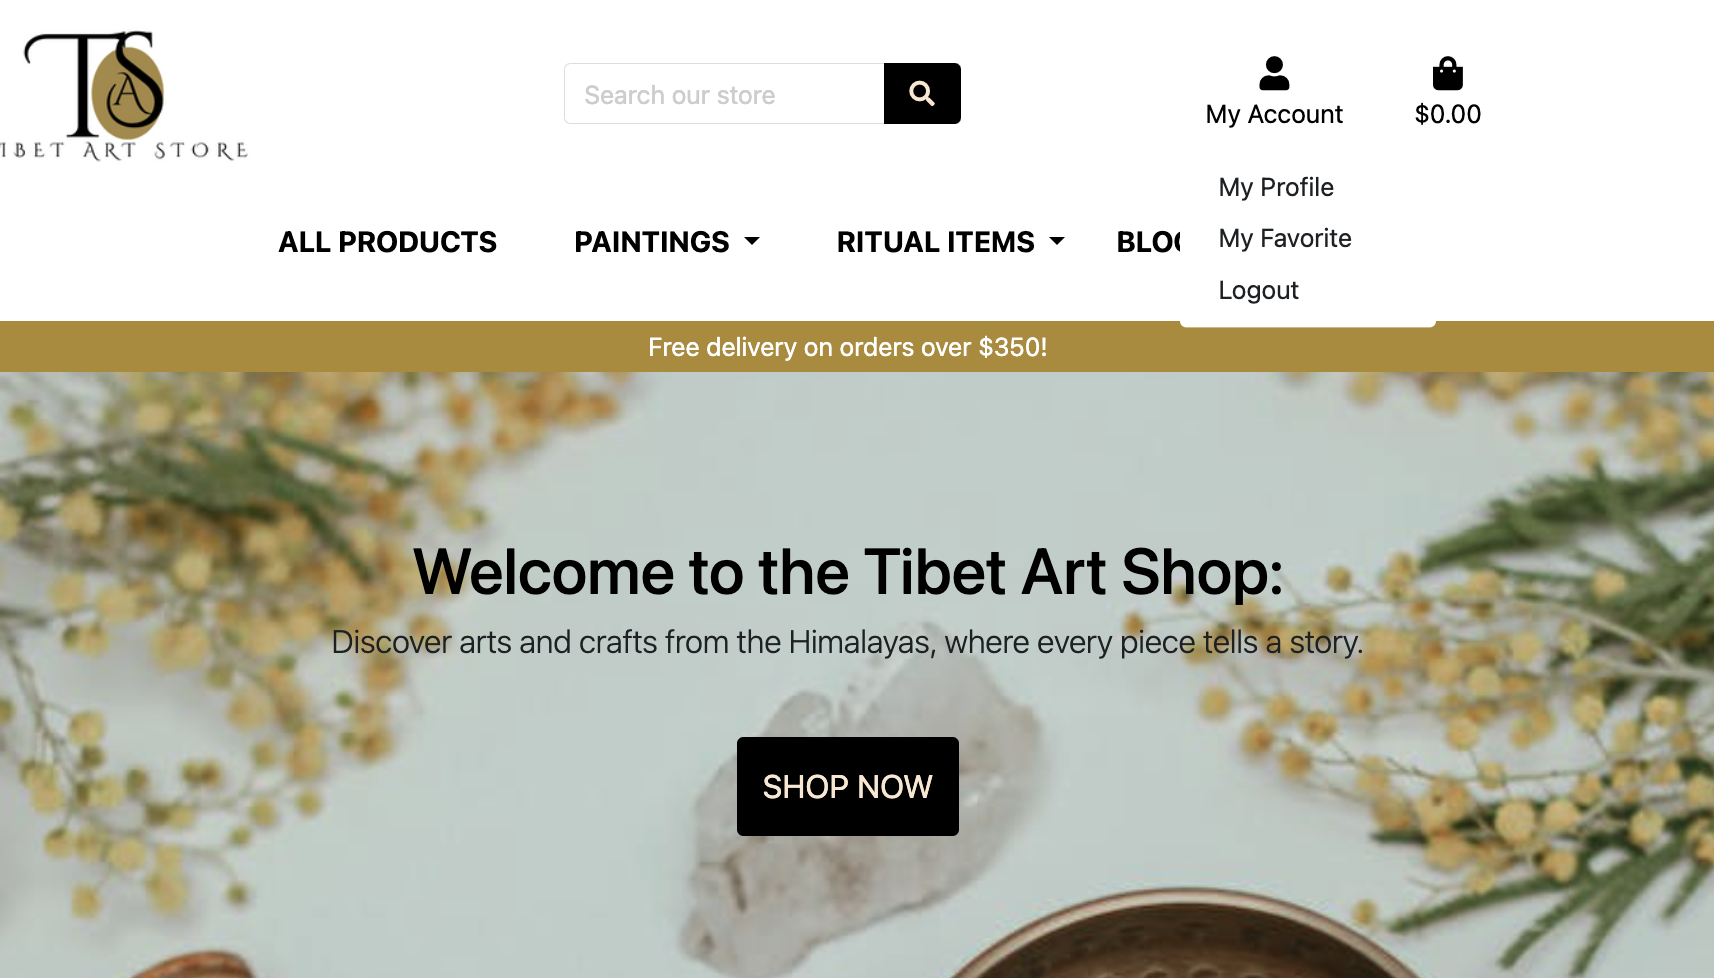 TSA
IBET ART STORE
Search our store
My Account
$0.00
My Profile
My Favorite
Logout
ALL PRODUCTS
PAINTINGS
RITUAL ITEMS
BLO
Free delivery on orders over $350!
Welcome to the Tibet Art Shop:
Discover arts and crafts from the Himalayas, where every piece tells a story.
SHOP NOW